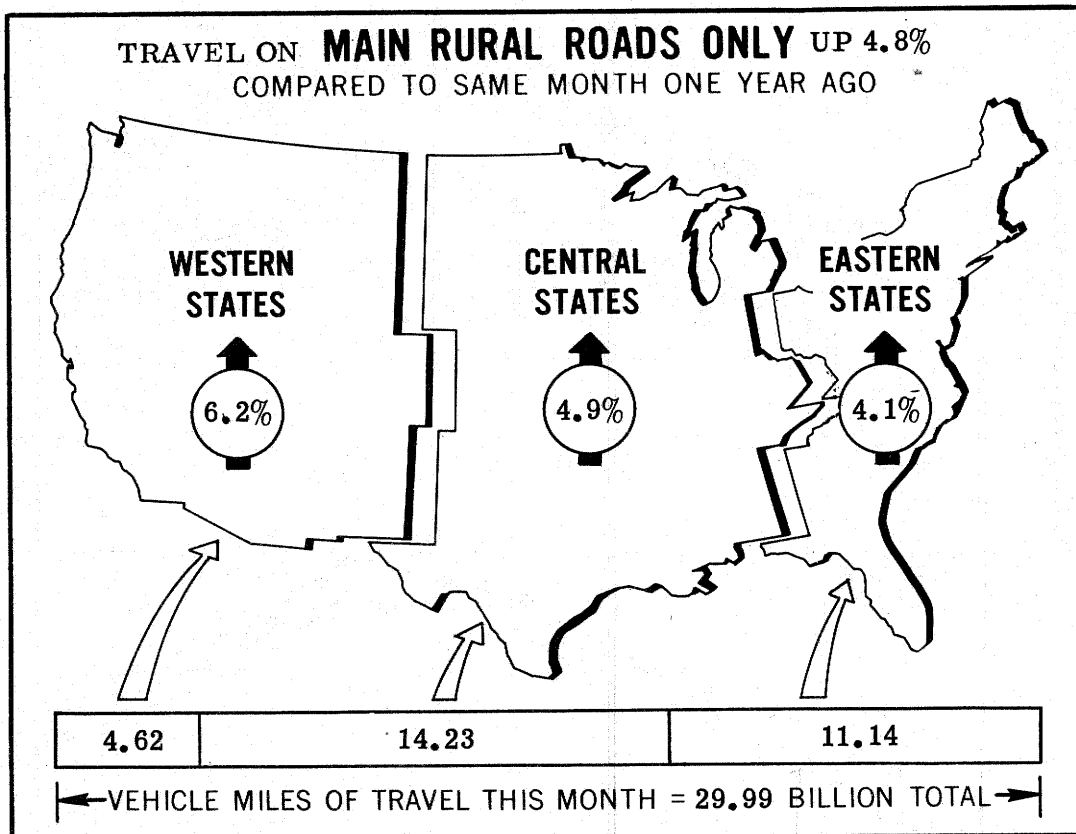 TRAVEL ON MAIN RURAL ROADS ONLY UP 4.8%
COMPARED TO SAME MONTH ONE YEAR AGO
WESTERN
STATES
6.2%
CENTRAL
STATES
4.9%
EASTERN
STATES
4.1%
4.62 14.23 11.14
VEHICLE MILES OF TRAVEL THIS MONTH = 29.99 BILLION TOTAL